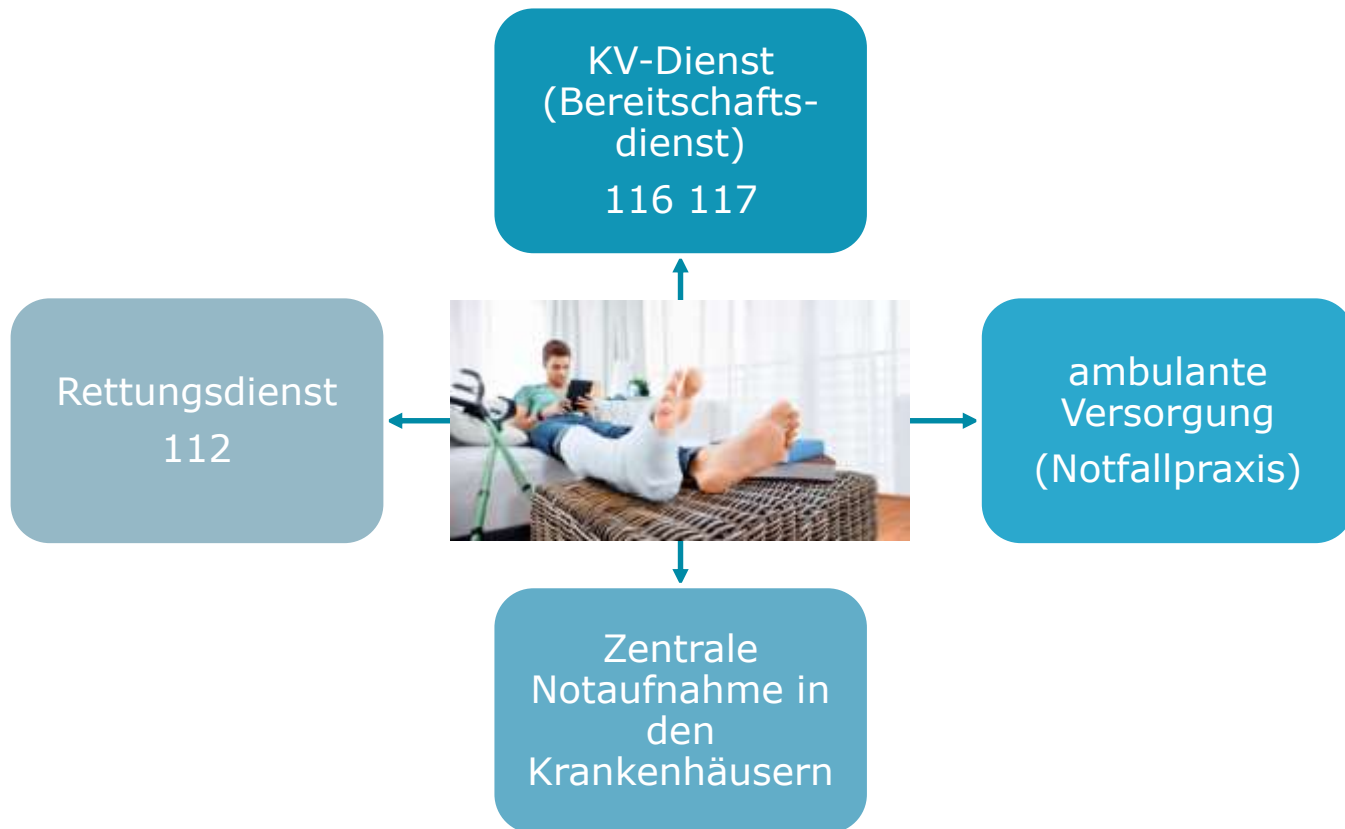 KV-Dienst
(Bereitschafts-
dienst)
116 117
Rettungsdienst
112
ambulante
Versorgung
(Notfallpraxis)
Zentrale
Notaufnahme in
den
Krankenhäusern